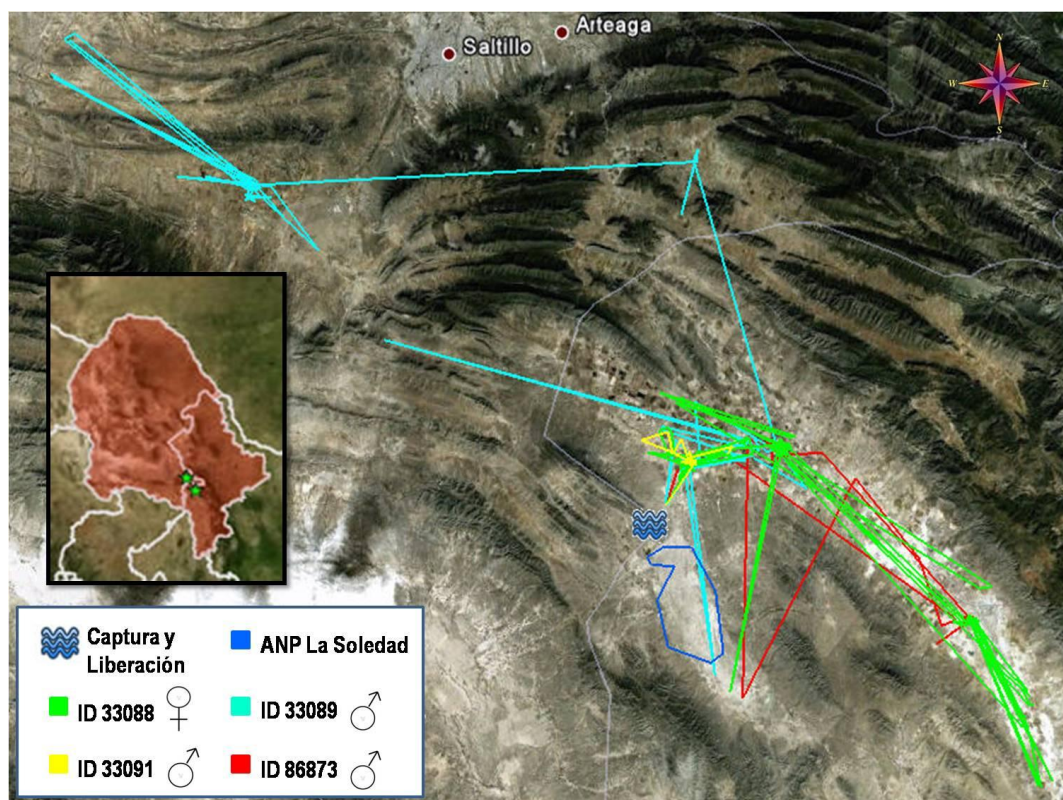 Saltillo
Arteaga
N
W
E
S
Captura y
Liberación
ANP La Soledad
ID 33088
ID 33089
ID 33091
ID 86873